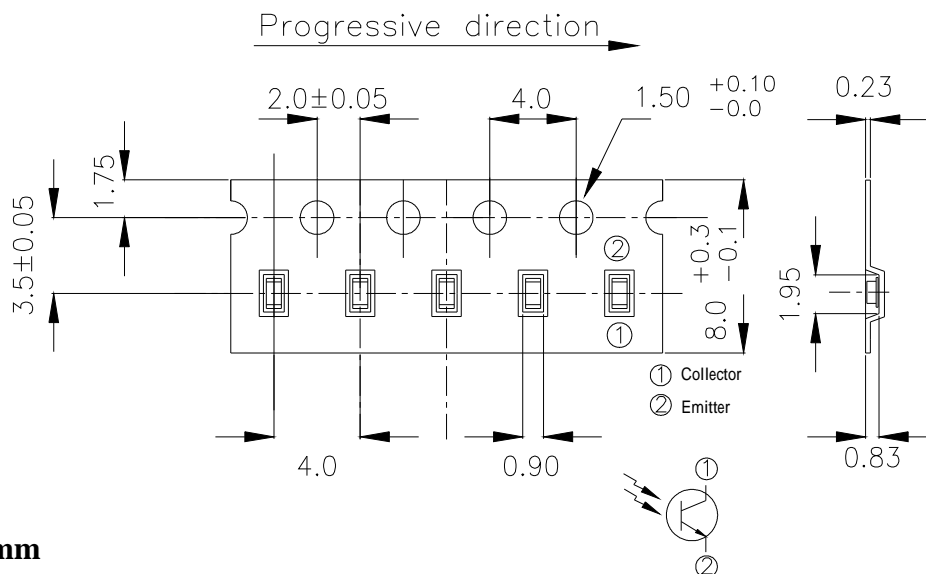 Progressive direction
2.0±0.05
4.0
1.50 +0.10 -0.0
0.23
1.75
3.5±0.05
②
①
8.0 +0.3 -0.1
1.95
① Collector
② Emitter
4.0
0.90
0.83
①
②
mm